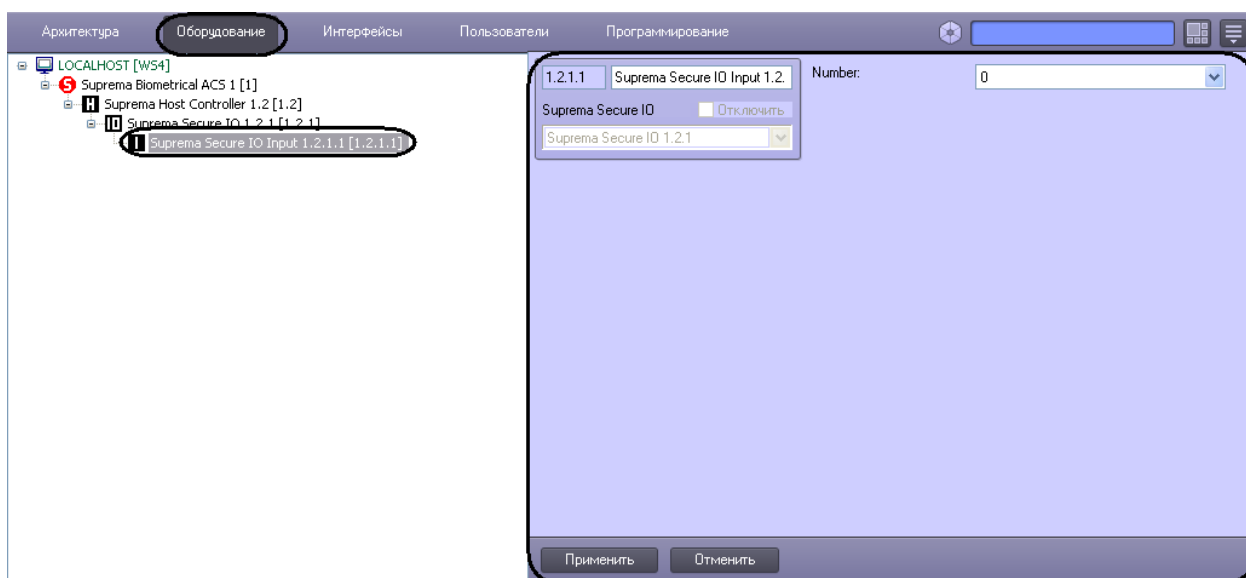 Архитектура Оборудование Интерфейсы Пользователи Программирование
LOCALHOST [WS4]
Suprema Biometrical ACS 1 [1]
Suprema Host Controller 1.2 [1.2]
Suprema Secure IO 1.2.1 [1.2.1]
Suprema Secure IO Input 1.2.1.1 [1.2.1.1]
1.2.1.1 Suprema Secure IO Input 1.2. Number: 0
Suprema Secure IO Отключить
Suprema Secure IO 1.2.1
Применить Отменить